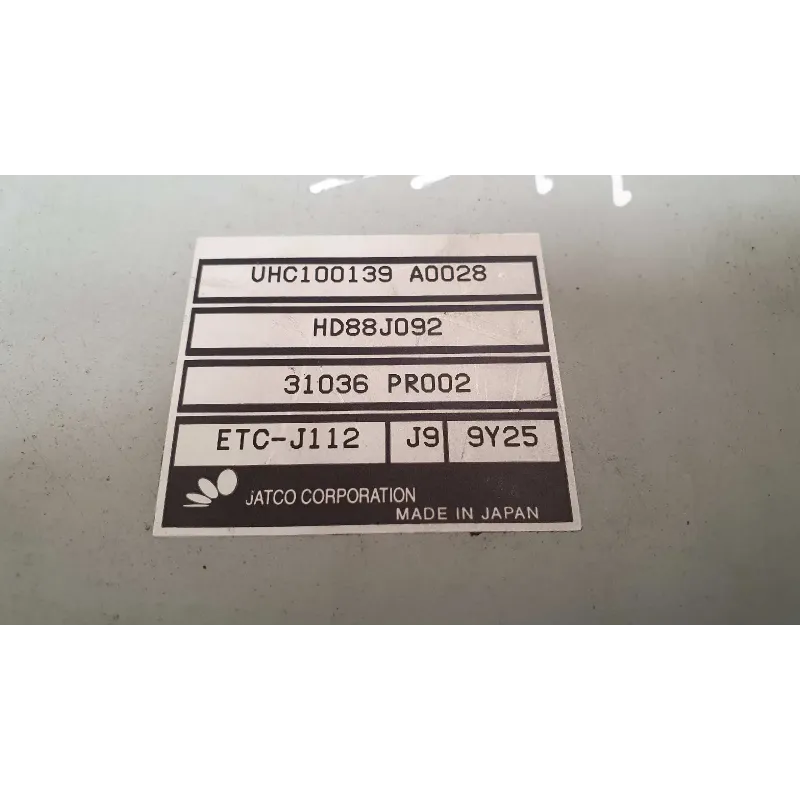 UHC100139 A0028
HD88J092
31036 PR002
ETC-J112 J9 9Y25
JATCO CORPORATION
MADE IN JAPAN